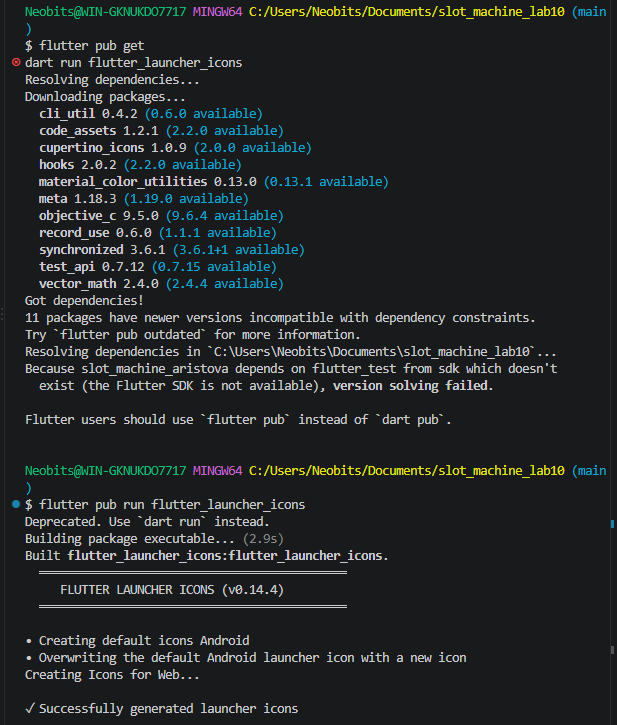 Neobits@WIN-GKNUKDO7717 MINGW64 C:/Users/Neobits/Documents/slot_machine_lab10 (main
)
$ flutter pub get
dart run flutter_launcher_icons
Resolving dependencies...
Downloading packages...
cli_util 0.4.2 (0.6.0 available)
code_assets 1.2.1 (2.2.0 available)
cupertino_icons 1.0.9 (2.0.0 available)
hooks 2.0.2 (2.2.0 available)
material_color_utilities 0.13.0 (0.13.1 available)
meta 1.18.3 (1.19.0 available)
objective_c 9.5.0 (9.6.4 available)
record_use 0.6.0 (1.1.1 available)
synchronized 3.6.1 (3.6.1+1 available)
test_api 0.7.12 (0.7.15 available)
vector_math 2.4.0 (2.4.4 available)
Got dependencies!
11 packages have newer versions incompatible with dependency constraints.
Try `flutter pub outdated` for more information.
Resolving dependencies in `C:\Users\Neobits\Documents\slot_machine_lab10`...
Because slot_machine_aristova depends on flutter_test from sdk which doesn't
exist (the Flutter SDK is not available), version solving failed.
Flutter users should use `flutter pub` instead of `dart pub`.
Neobits@WIN-GKNUKDO7717 MINGW64 C:/Users/Neobits/Documents/slot_machine_lab10 (main
)
$ flutter pub run flutter_launcher_icons
Deprecated. Use `dart run` instead.
Building package executable... (2.9s)
Built flutter_launcher_icons:flutter_launcher_icons.
FLUTTER LAUNCHER ICONS (v0.14.4)
• Creating default icons Android
• Overwriting the default Android launcher icon with a new icon
Creating Icons for Web...
✓ Successfully generated launcher icons